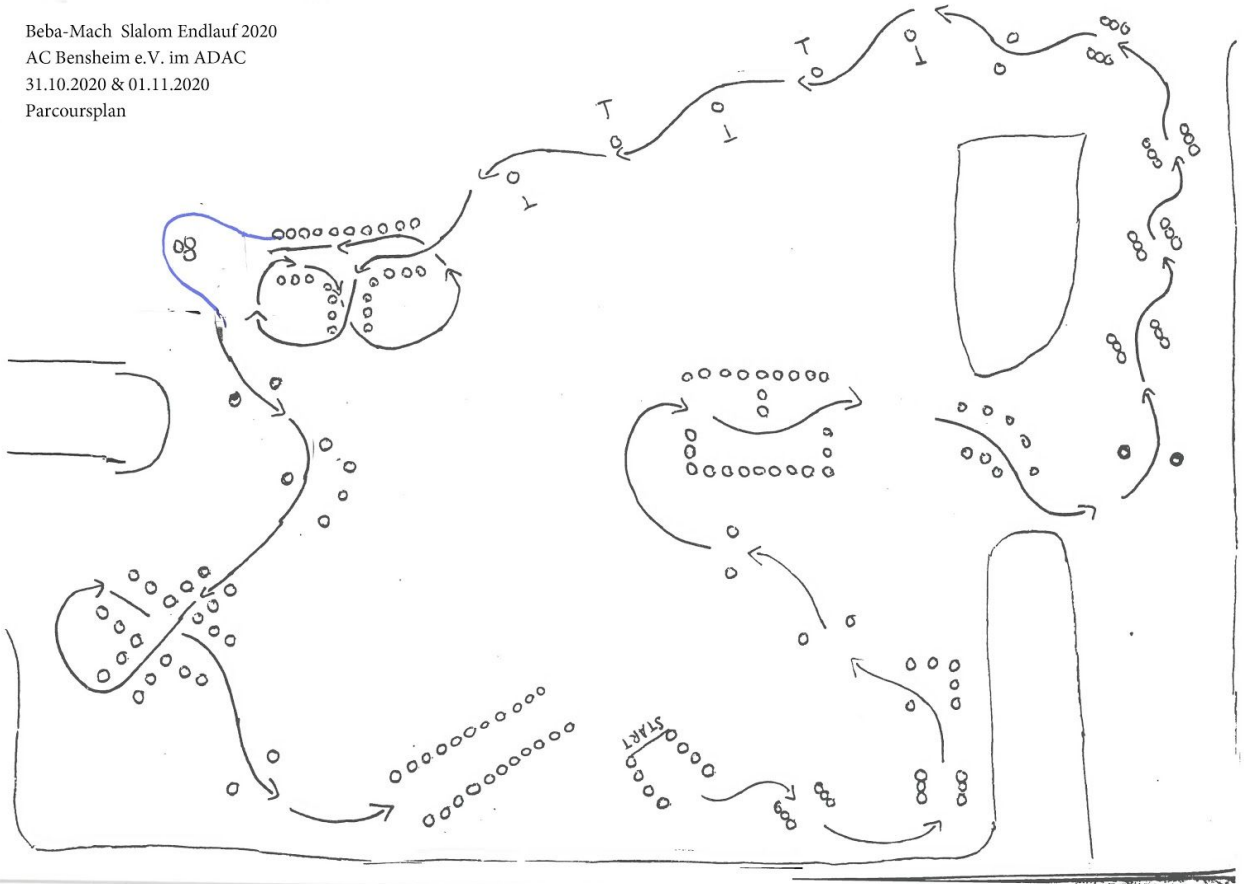 Beba-Mach Slalom Endlauf 2020
AC Bensheim e.V. im ADAC
31.10.2020 & 01.11.2020
Parcoursplan
T
T
T
T
T
START